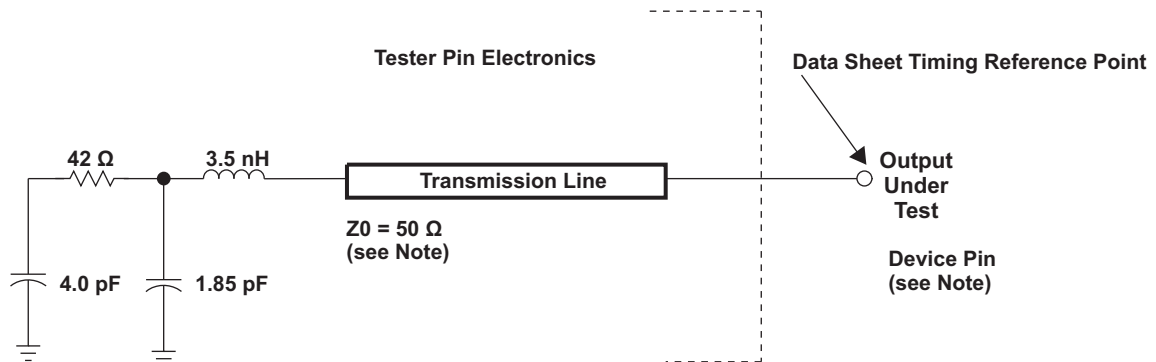 Tester Pin Electronics
Data Sheet Timing Reference Point
42 Ω
3.5 nH
Transmission Line
Output
Under
Test
Z0 = 50 Ω
(see Note)
Device Pin
(see Note)
4.0 pF
1.85 pF